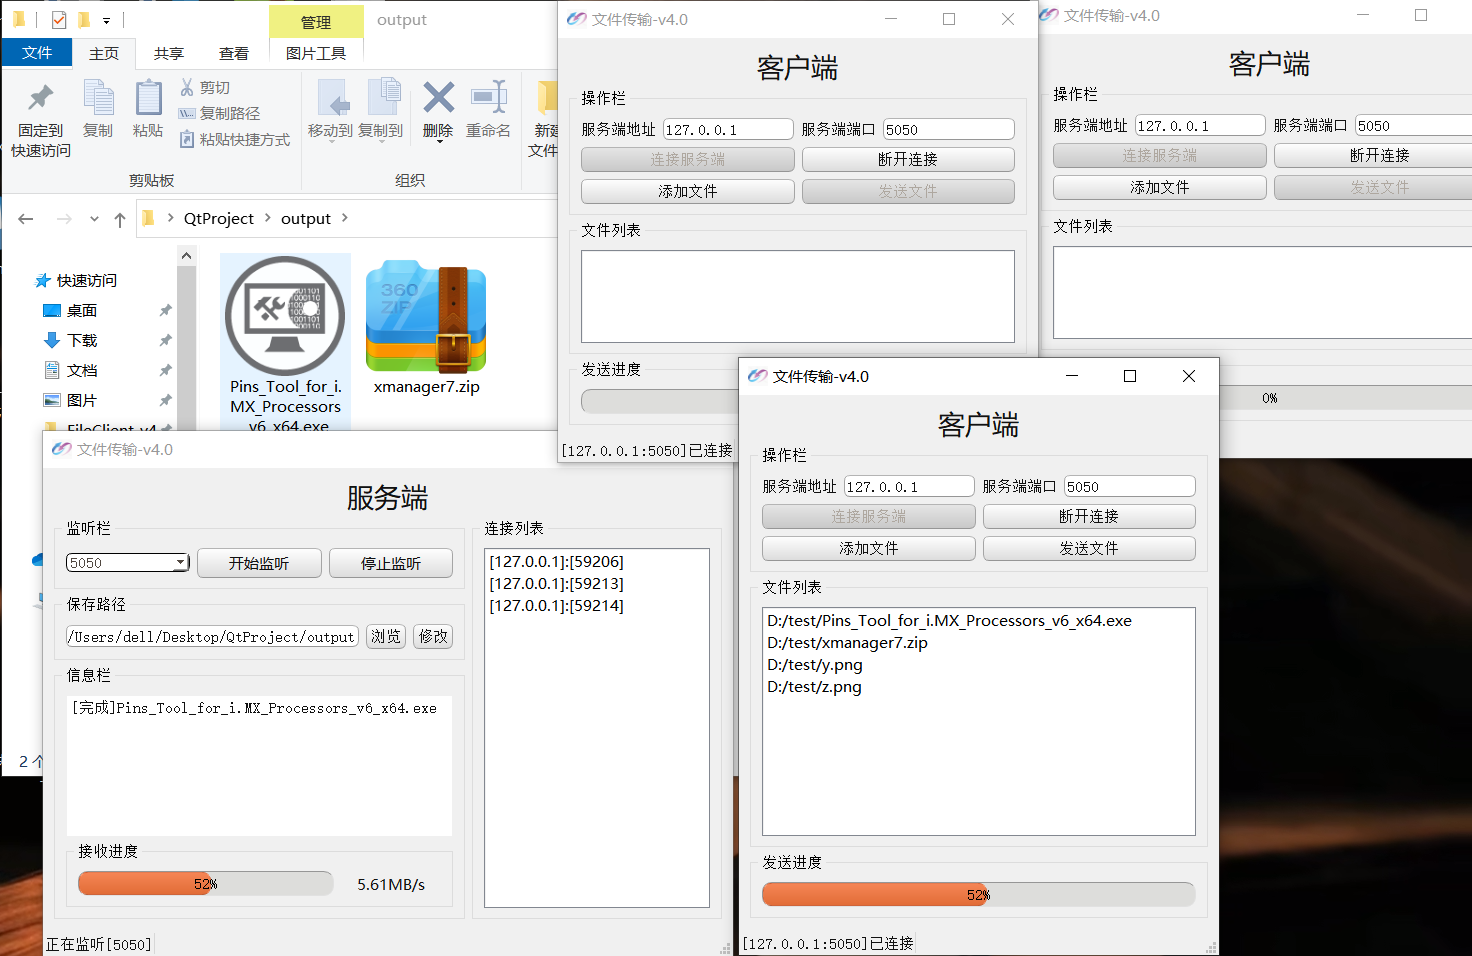 管理
output
文件
主页
共享
查看
图片工具
固定到
快速访问
复制
粘贴
剪切
复制路径
粘贴快捷方式
剪贴板
移动到
复制到
删除
重命名
组织
新建
文件
QtProject
output
快速访问
桌面
下载
文档
图片
FileClient_v4
2 个
Pins_Tool_for_i.
MX_Processors
v6_x64.exe
360
ZIP
xmanager7.zip
文件传输-v4.0
客户端
操作栏
服务端地址 127.0.0.1 服务端端口 5050
连接服务端 断开连接
添加文件 发送文件
文件列表
发送进度
[127.0.0.1:5050]已连接
文件传输-v4.0
客户端
操作栏
服务端地址 127.0.0.1 服务端端口 5050
连接服务端 断开连接
添加文件 发送文件
文件列表
0%
文件传输-v4.0
服务端
监听栏
5050 开始监听 停止监听
保存路径
/Users/dell/Desktop/QtProject/output 浏览 修改
信息栏
[完成]Pins_Tool_for_i.MX_Processors_v6_x64.exe
接收进度
52% 5.61MB/s
正在监听[5050]
连接列表
[127.0.0.1]:[59206]
[127.0.0.1]:[59213]
[127.0.0.1]:[59214]
文件传输-v4.0
客户端
操作栏
服务端地址 127.0.0.1 服务端端口 5050
连接服务端 断开连接
添加文件 发送文件
文件列表
D:/test/Pins_Tool_for_i.MX_Processors_v6_x64.exe
D:/test/xmanager7.zip
D:/test/y.png
D:/test/z.png
发送进度
52%
[127.0.0.1:5050]已连接